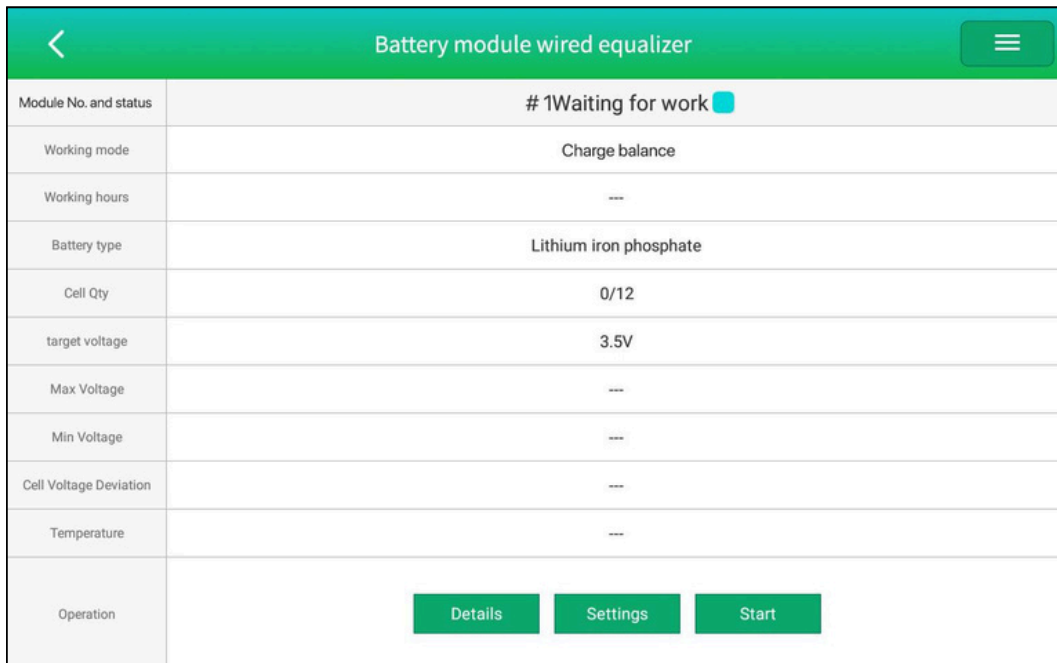 Battery module wired equalizer
Module No. and status
# 1Waiting for work
Working mode
Charge balance
Working hours
---
Battery type
Lithium iron phosphate
Cell Qty
0/12
target voltage
3.5V
Max Voltage
---
Min Voltage
---
Cell Voltage Deviation
---
Temperature
---
Operation
Details
Settings
Start